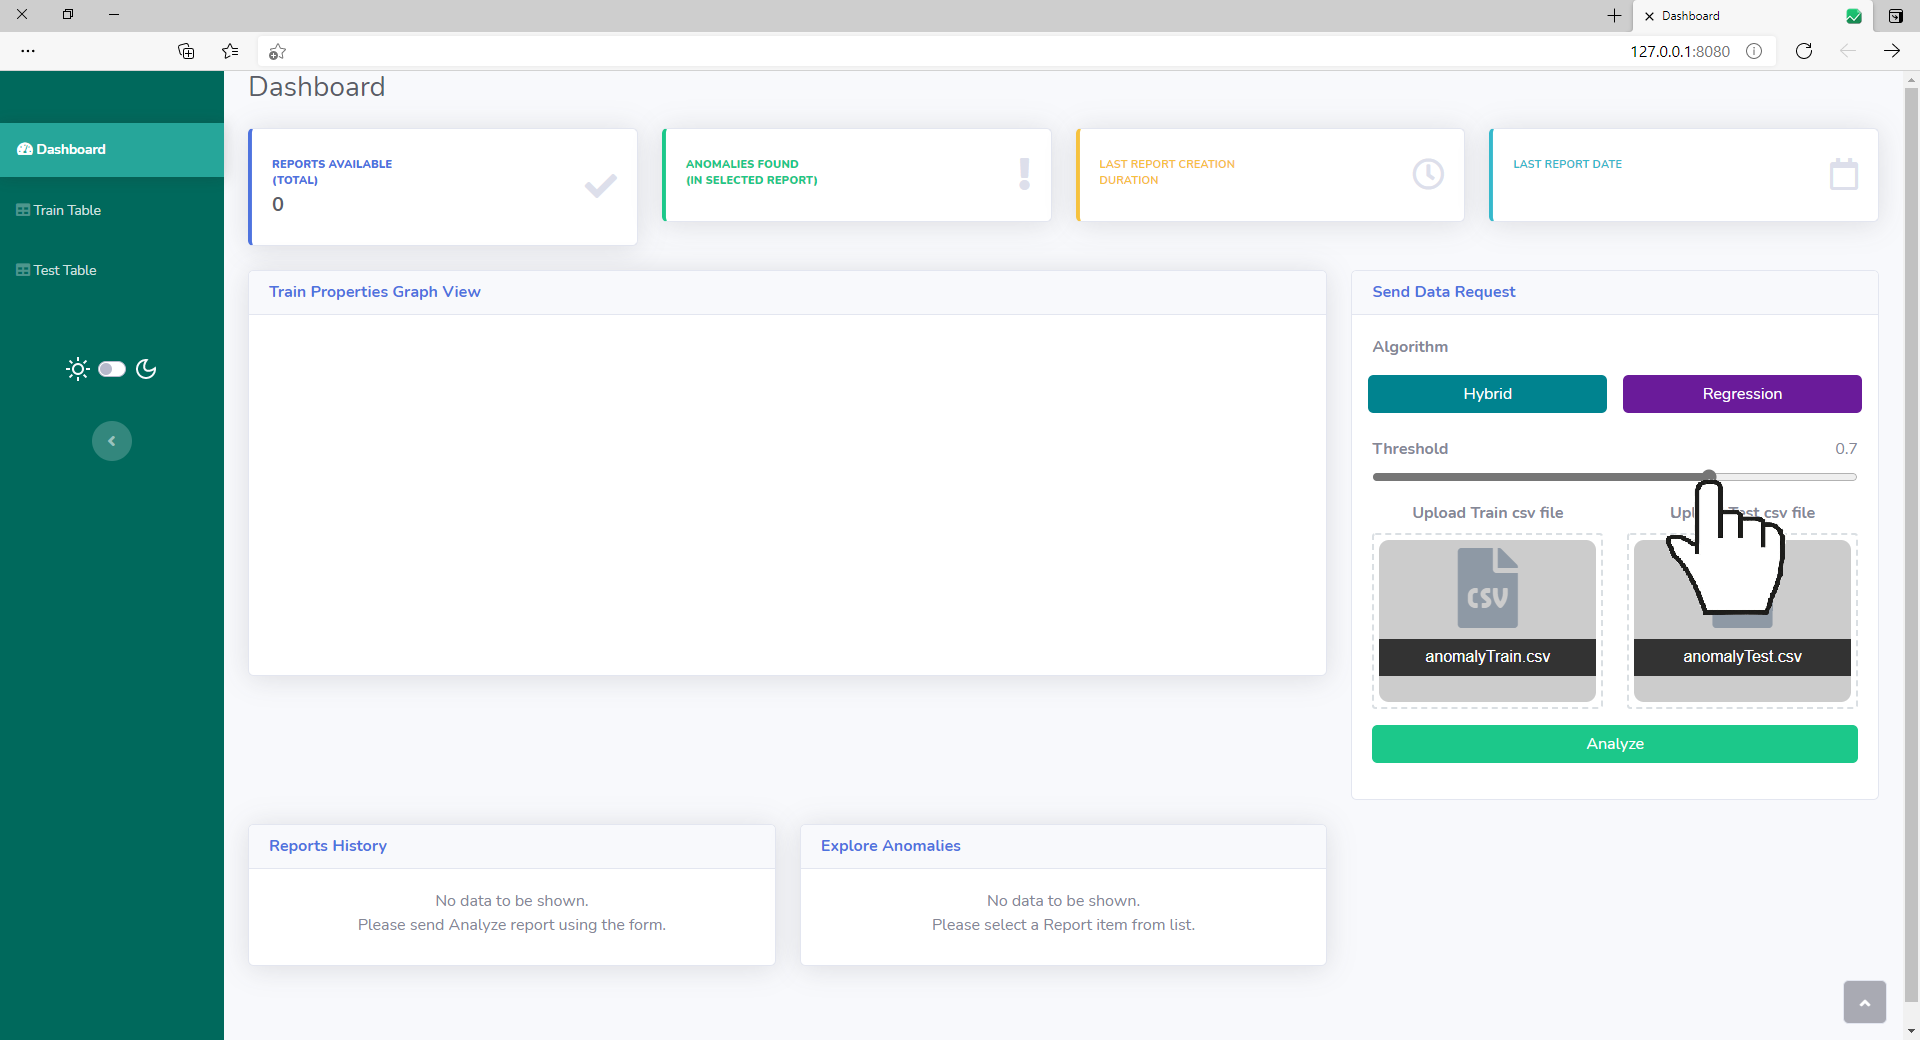 Dashboard
127.0.0.1:8080
Dashboard
Dashboard
Train Table
Test Table
REPORTS AVAILABLE
(TOTAL)
0
ANOMALIES FOUND
(IN SELECTED REPORT)
LAST REPORT CREATION
DURATION
LAST REPORT DATE
Train Properties Graph View
Send Data Request
Algorithm
Hybrid
Regression
Threshold
0.7
Upload Train csv file
Test csv file
CSV
anomalyTrain.csv
anomalyTest.csv
Analyze
Reports History
No data to be shown.
Please send Analyze report using the form.
Explore Anomalies
No data to be shown.
Please select a Report item from list.